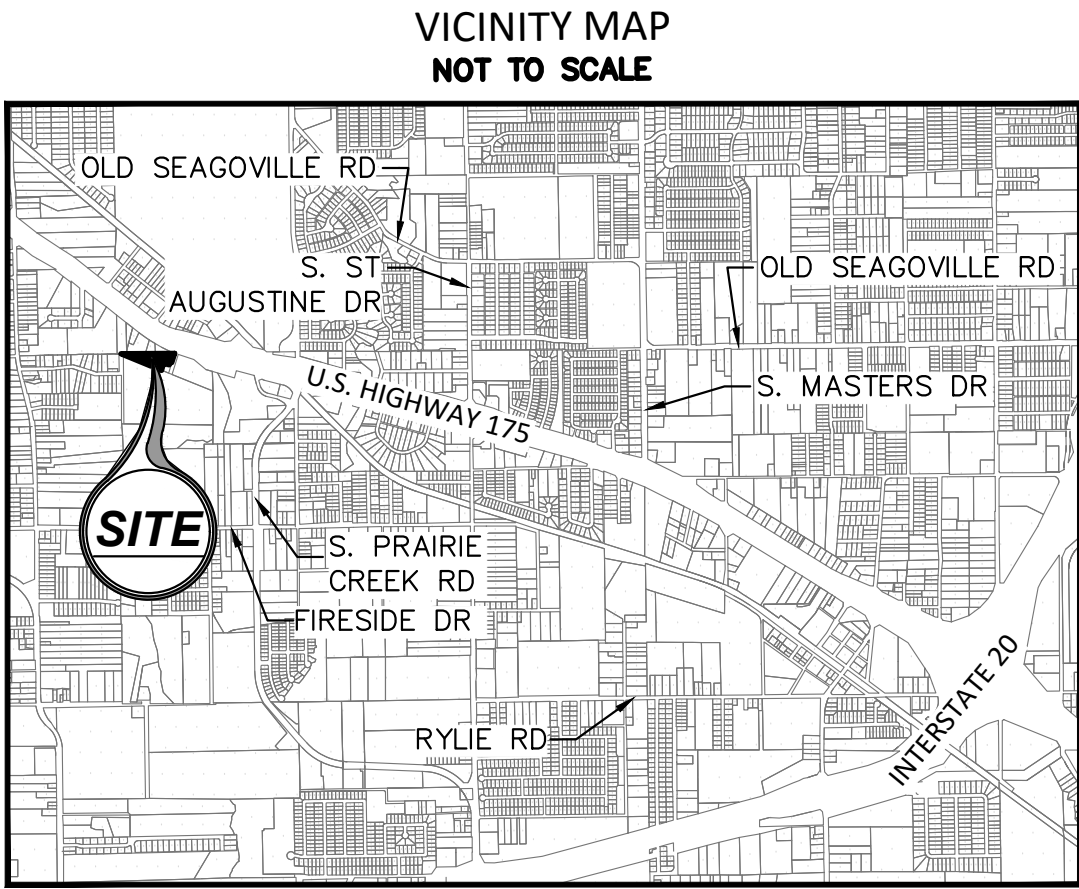 VICINITY MAP
NOT TO SCALE
OLD SEAGOVILLE RD
S. ST
AUGUSTINE DR
OLD SEAGOVILLE RD
U.S. HIGHWAY 175
S. MASTERS DR
SITE
S. PRAIRIE
CREEK RD
FIRESIDE DR
RYLIE RD
INTERSTATE 20